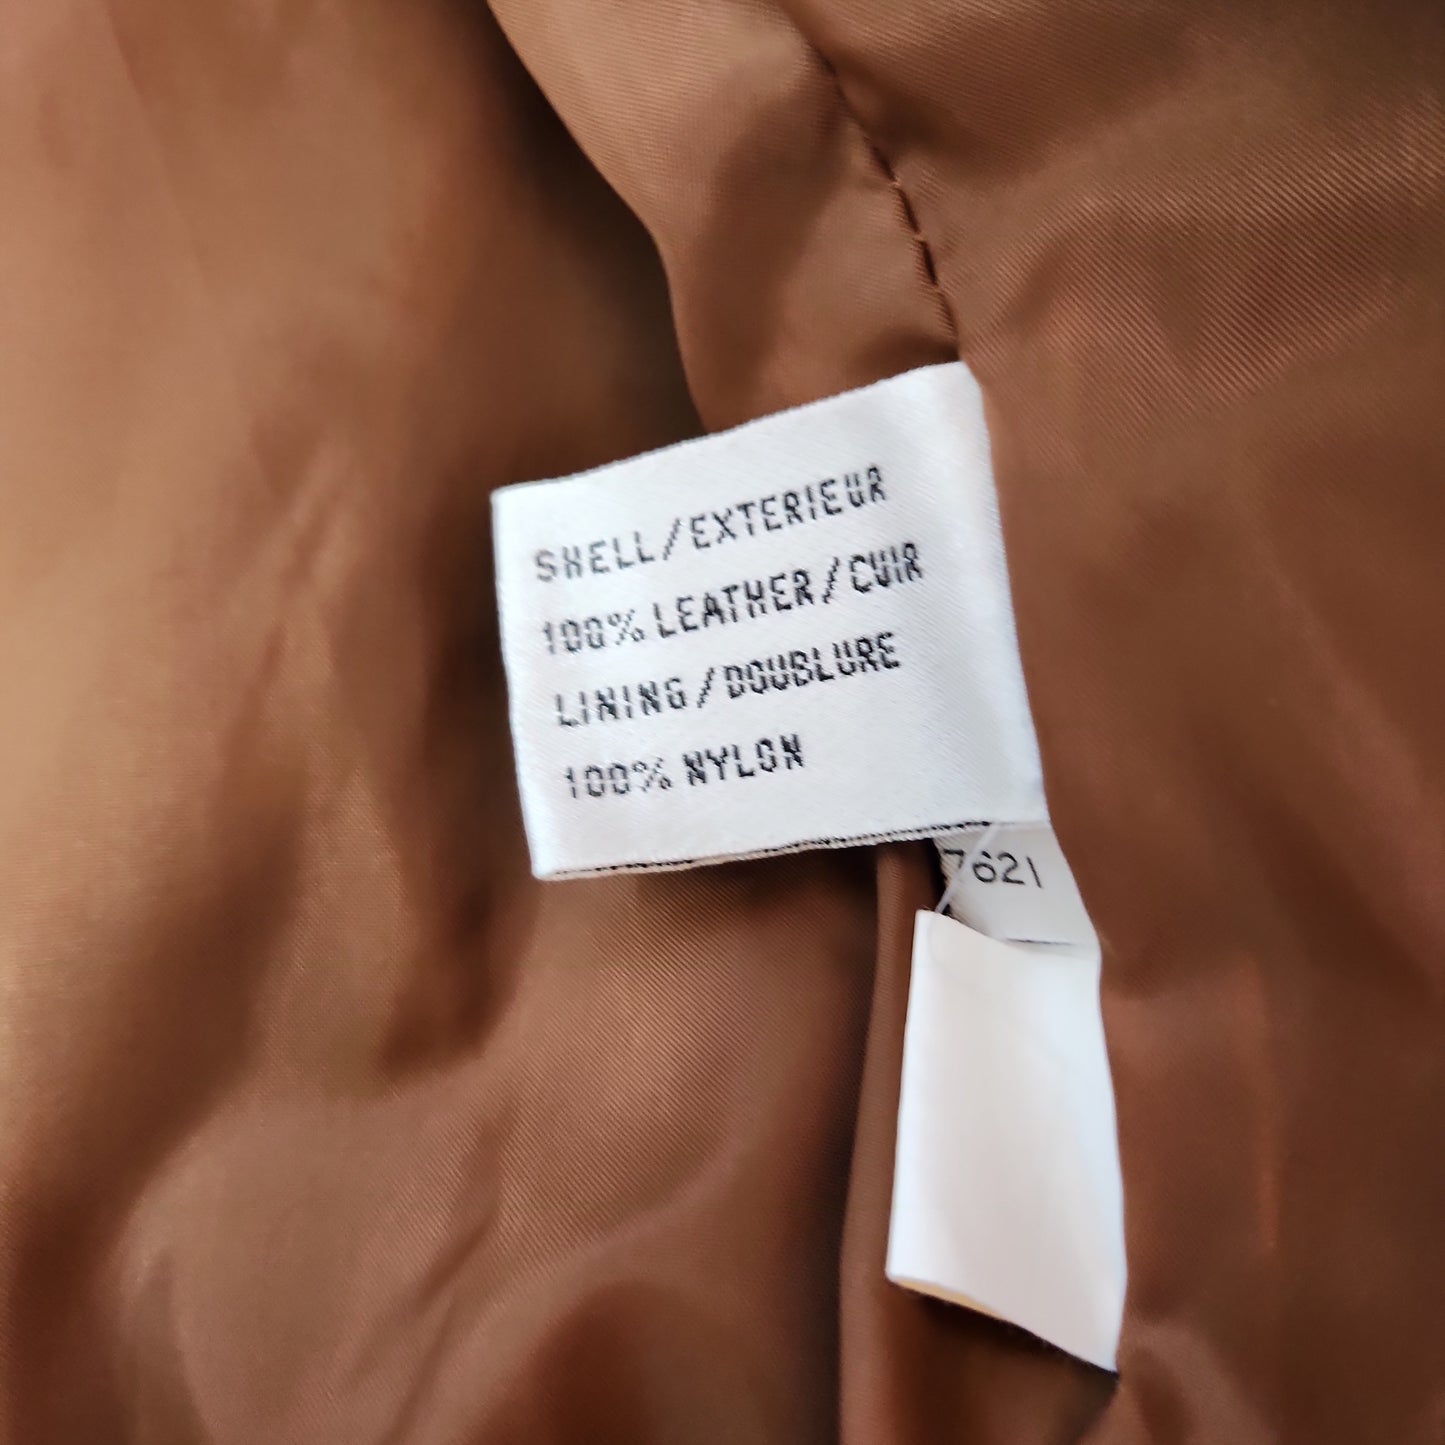 SHELL/EXTERIEUR
100% LEATHER/CUIR
LINING/DOUBLURE
100% NYLON
7621